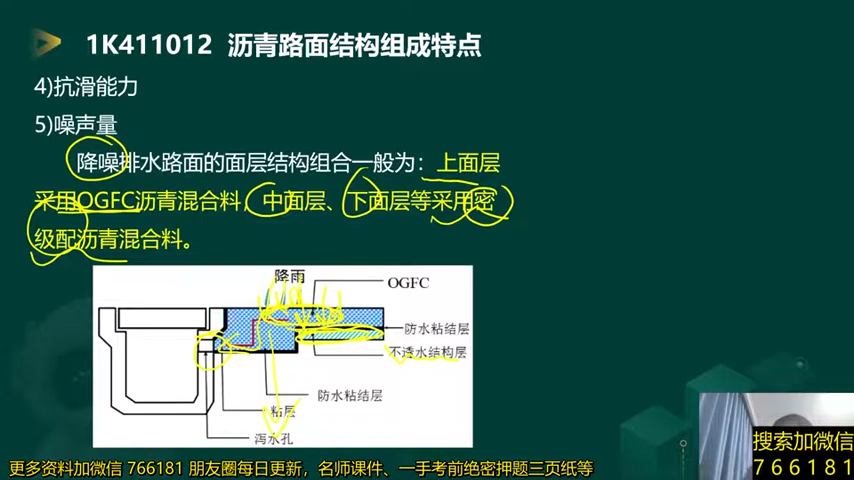 1K411012 沥青路面结构组成特点
4)抗滑能力
5)噪声量
降噪排水路面的面层结构组合一般为：上面层
采用OGFC沥青混合料，中面层、下面层等采用密
级配沥青混合料。
降雨
OGFC
防水粘结层
不透水结构层
防水粘结层
粘层
泻水孔
搜索加微信
766181
更多资料加微信 766181 朋友圈每日更新，名师课件、一手考前绝密押题三页纸等